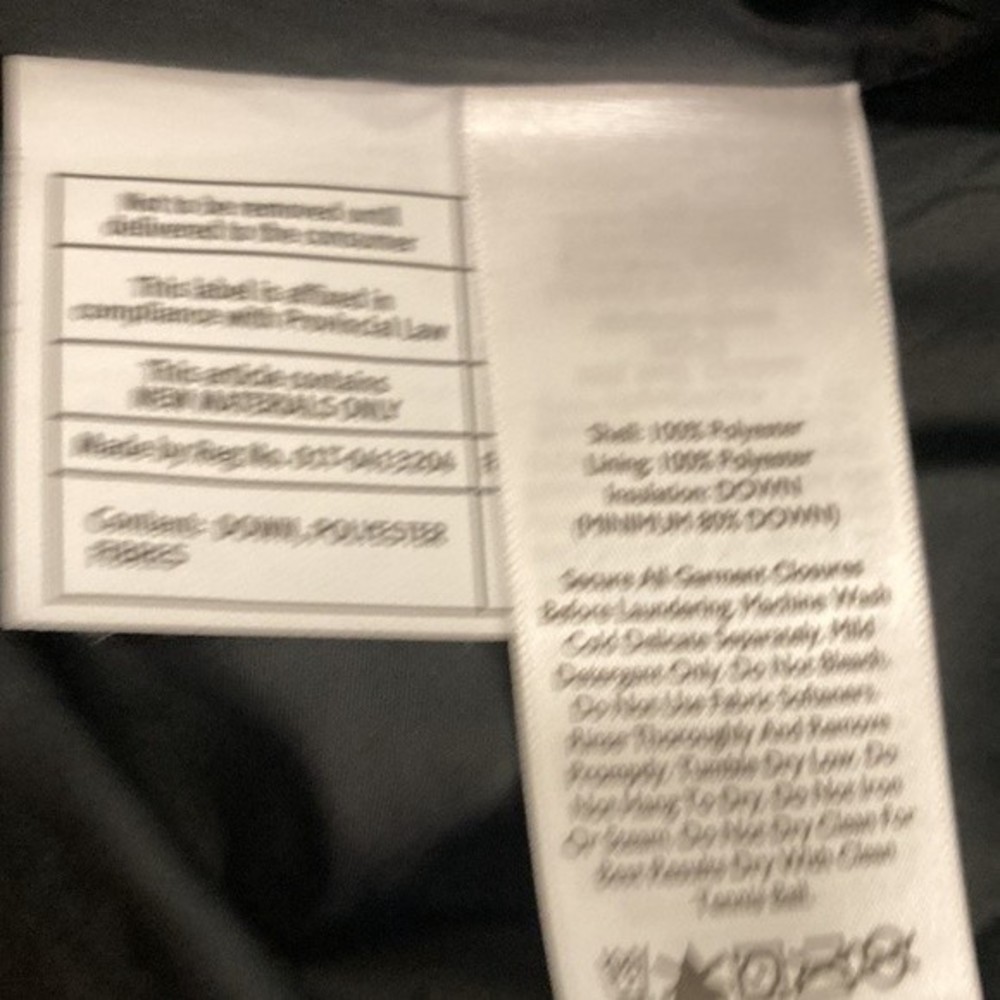 Not to be removed until
delivered to the consumer
This label is affixed in
compliance with Provincial Law
This article contains
NEW MATERIALS ONLY
Made by Reg No.
Content: DOWN, POLYESTER
FIBRES
Shell: 100% Polyester
Lining: 100% Polyester
Insulation: DOWN
(MINIMUM 80% DOWN)
Secure All Garment Closures
Before Laundering. Machine Wash
Cold Delicate Separately. Mild
Detergent Only. Do Not Bleach.
Do Not Use Fabric Softeners.
Rinse Thoroughly And Remove
Promptly. Tumble Dry Low. Do
Not Hang To Dry. Do Not Iron
Or Steam. Do Not Dry Clean For
Best Results Dry With Clean
Tennis Ball.